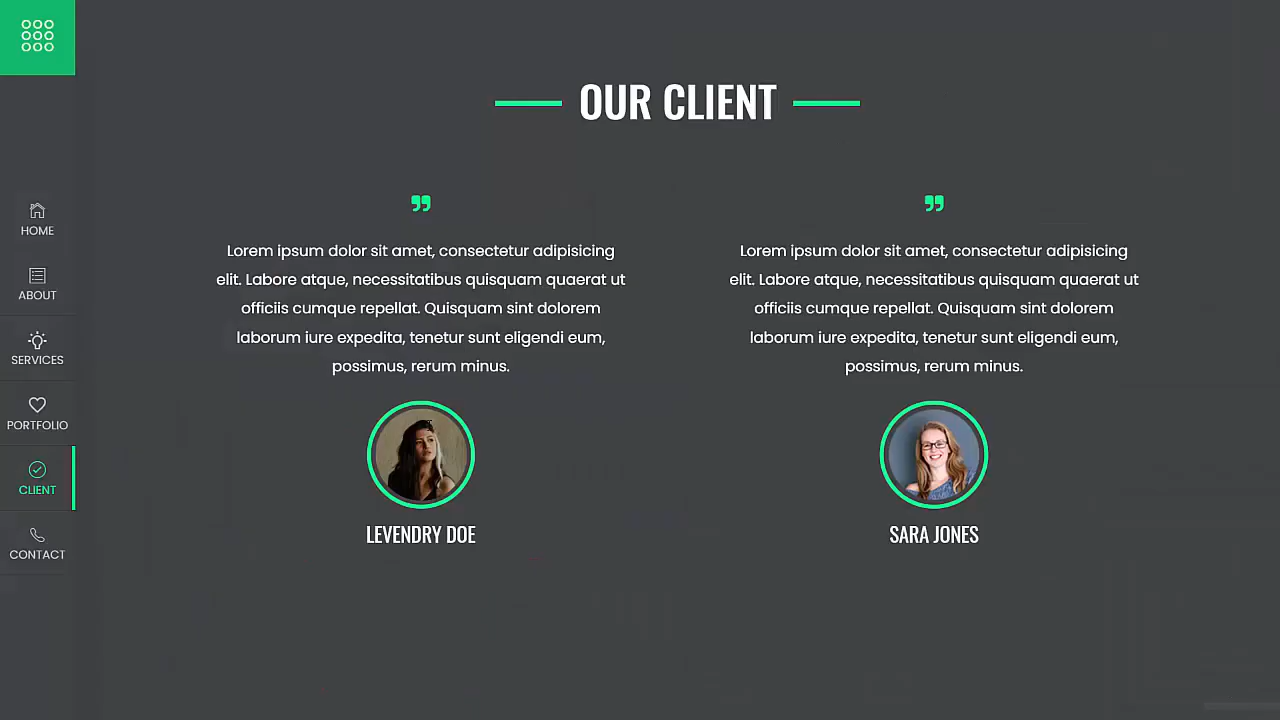 OUR CLIENT
HOME
ABOUT
SERVICES
PORTFOLIO
CLIENT
CONTACT
”
Lorem ipsum dolor sit amet, consectetur adipisicing
elit. Labore atque, necessitatibus quisquam quaerat ut
officiis cumque repellat. Quisquam sint dolorem
laborum iure expedita, tenetur sunt eligendi eum,
possimus, rerum minus.
LEVENDRY DOE
”
Lorem ipsum dolor sit amet, consectetur adipisicing
elit. Labore atque, necessitatibus quisquam quaerat ut
officiis cumque repellat. Quisquam sint dolorem
laborum iure expedita, tenetur sunt eligendi eum,
possimus, rerum minus.
SARA JONES